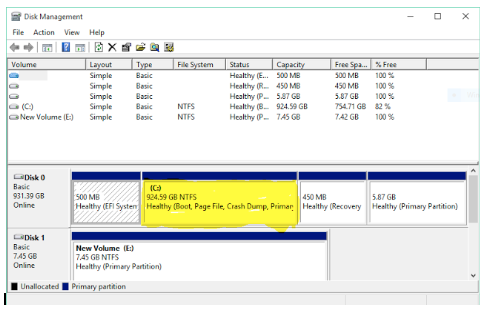 Disk Management
File Action View Help
Volume Layout Type File System Status Capacity Free Spa... % Free
Simple Basic Healthy (E... 500 MB 500 MB 100 %
Simple Basic Healthy (R... 450 MB 450 MB 100 %
Simple Basic Healthy (P... 5.87 GB 5.87 GB 100 %
(C:) Simple Basic NTFS Healthy (B... 924.59 GB 754.71 GB 82 %
New Volume (E:) Simple Basic NTFS Healthy (P... 7.45 GB 7.42 GB 100 %
Disk 0
Basic
931.39 GB
Online
500 MB
Healthy (EFI System
(C:)
924.59 GB NTFS
Healthy (Boot, Page File, Crash Dump, Primary
450 MB
Healthy (Recovery
5.87 GB
Healthy (Primary Partition)
Disk 1
Basic
7.45 GB
Online
New Volume (E:)
7.45 GB NTFS
Healthy (Primary Partition)
Unallocated Primary partition